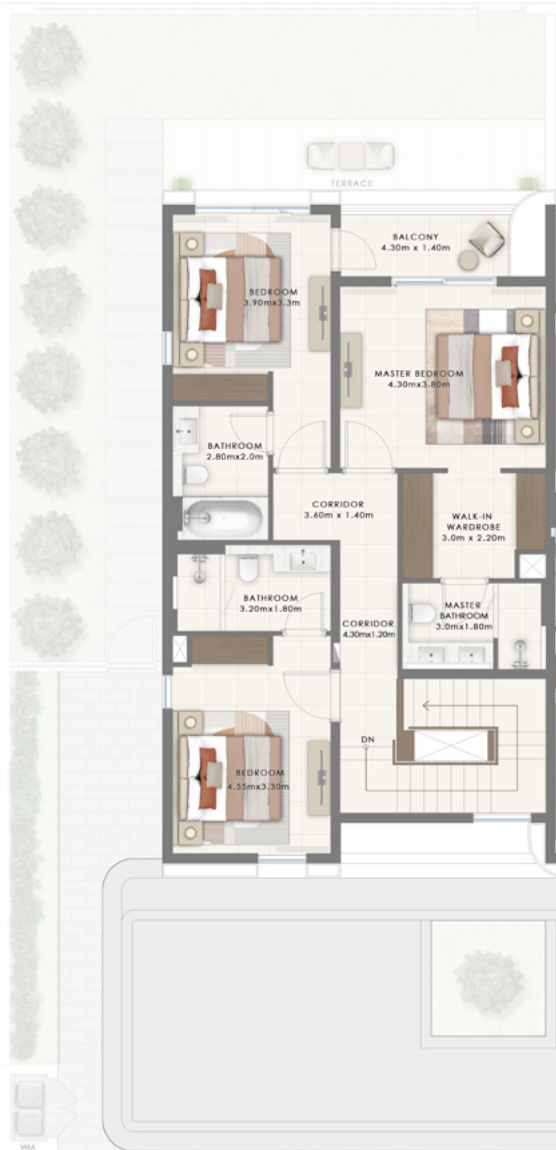 TERRACE
BALCONY
4.30m x 1.40m
BEDROOM
3.90mx3.3m
MASTER BEDROOM
4.30mx3.80m
BATHROOM
2.80mx2.0m
CORRIDOR
3.60m x 1.40m
WALK-IN
WARDROBE
3.0m x 2.20m
BATHROOM
3.20mx1.80m
MASTER
BATHROOM
3.0mx1.80m
CORRIDOR
4.30mx1.20m
DN
BEDROOM
4.55mx3.30m
WM